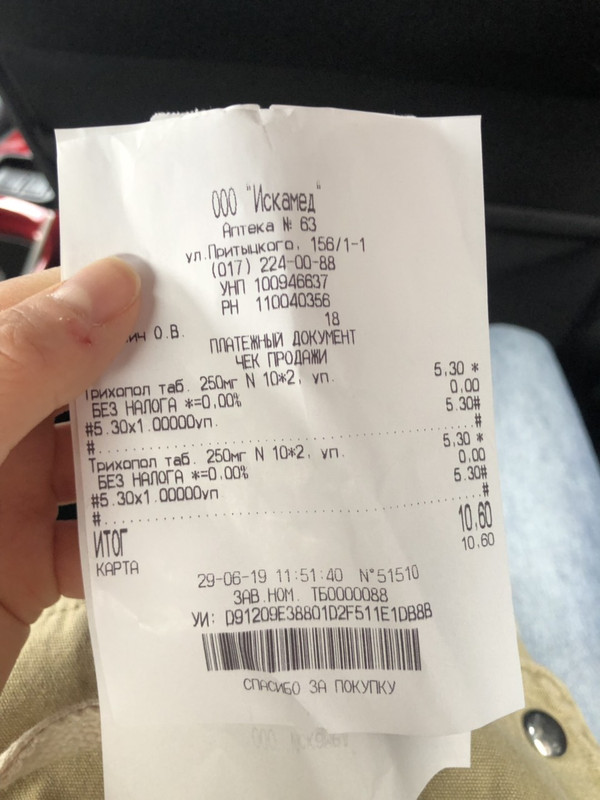 ООО "Искамед"
Аптека № 63
ул.Притыцкого, 156/1-1
(017) 224-00-88
УНП 100946637
РН 110040356
18
О.В.
ПЛАТЕЖНЫЙ ДОКУМЕНТ
ЧЕК ПРОДАЖИ
Трихопол таб. 250мг N 10*2, уп. 5,30 *
БЕЗ НАЛОГА *=0,00% 0,00
#5.30x1.00000уп. 5.30#
#. . . . . . . . . . . . . . . . . . . . . . . . . . . #
Трихопол таб. 250мг N 10*2, уп. 5,30 *
БЕЗ НАЛОГА *=0,00% 0,00
#5.30x1.00000уп 5.30#
#. . . . . . . . . . . . . . . . . . . . . . . . . . . #
ИТОГ 10,60
КАРТА 10,60
29-06-19 11:51:40 N°51510
ЗАВ.НОМ. ТБ0000088
УИ: D91209E38801D2F511E1DB8B
СПАСИБО ЗА ПОКУПКУ